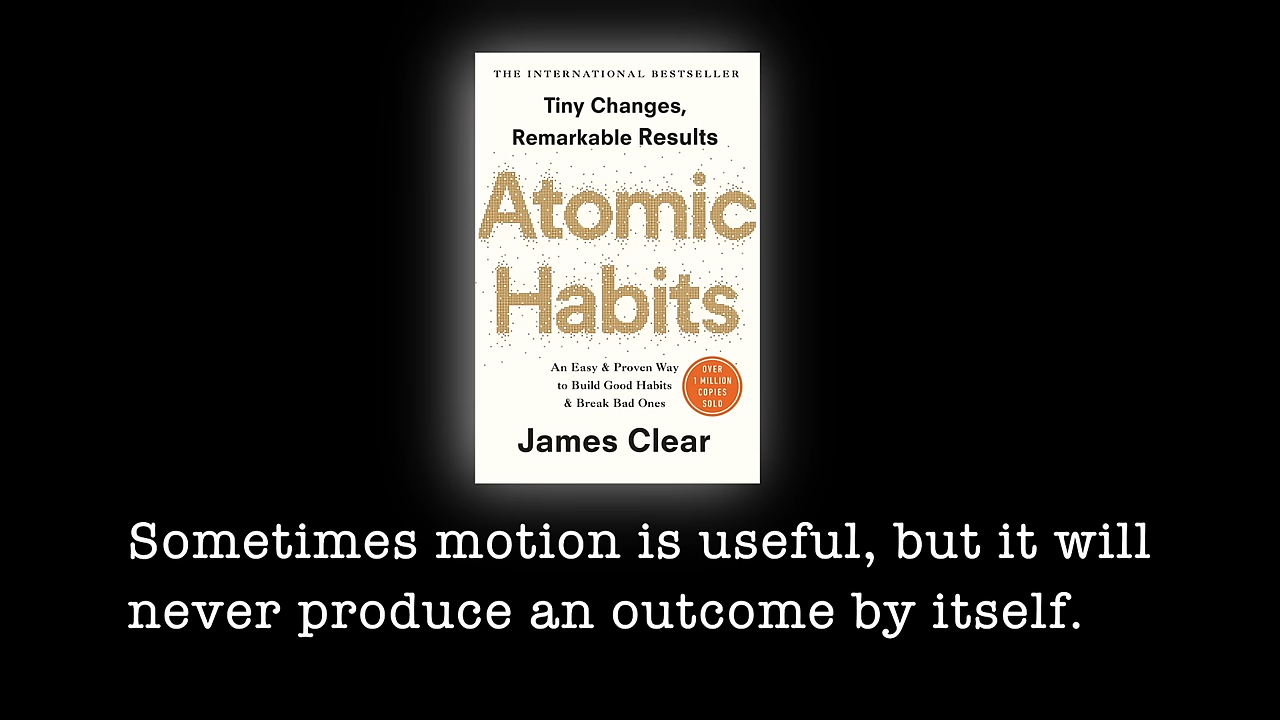 THE INTERNATIONAL BESTSELLER
Tiny Changes,
Remarkable Results
Atomic
Habits
An Easy & Proven Way
to Build Good Habits
& Break Bad Ones
OVER
1 MILLION
COPIES
SOLD
James Clear
Sometimes motion is useful, but it will
never produce an outcome by itself.